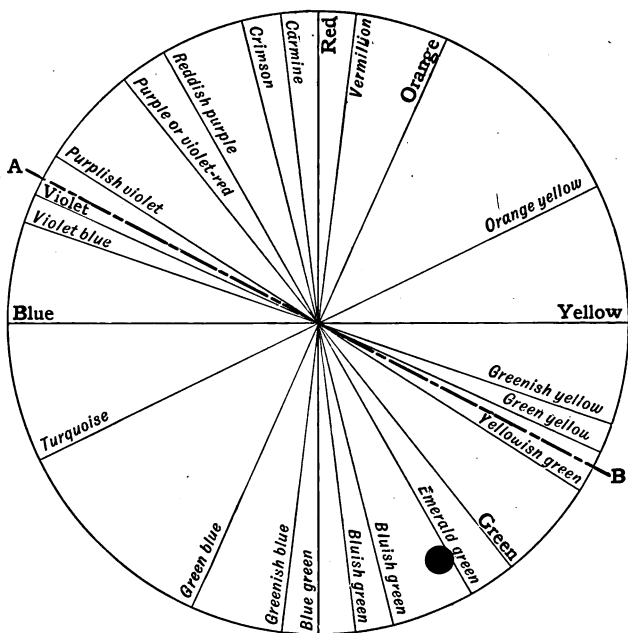 Red
Vermilion
Orange
Orange yellow
Yellow
Greenish yellow
Green yellow
Yellowish green
B
Green
Emerald green
Bluish green
Bluish green
Blue green
Greenish blue
Green blue
Turquoise
Blue
Violet blue
Violet
A
Purplish violet
Purple or violet-red
Reddish purple
Crimson
Carmine